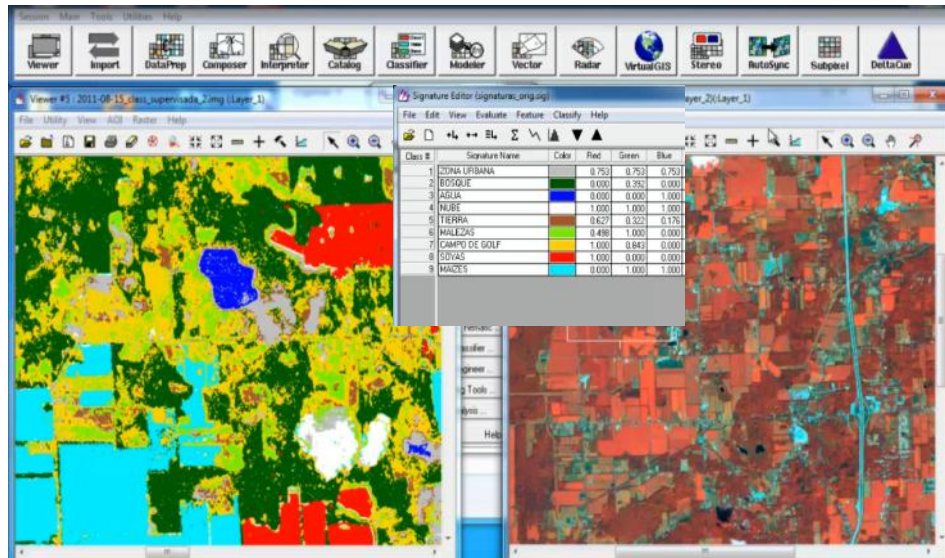 Session Main Tools Utilities Help
Viewer Import DataPrep Composer Interpreter Catalog Classifier Modeler Vector Radar VirtualGIS Stereo AutoSync Subpixel DeltaCue
Viewer #5 : 2011-08-15_class_supervisada_2.img (:Layer_1)
File Utility View AOI Raster Help
Signature Editor (signaturas_orig.sig)
File Edit View Evaluate Feature Classify Help
Class # Signature Name Color Red Green Blue
1 ZONA URBANA 0.753 0.753 0.753
2 BOSQUE 0.000 0.392 0.000
3 AGUA 0.000 0.000 1.000
4 NUBE 1.000 1.000 1.000
5 TIERRA 0.627 0.322 0.176
6 MALEZAS 0.498 1.000 0.000
7 CAMPO DE GOLF 1.000 0.843 0.000
8 SOYAS 1.000 0.000 0.000
9 MAIZES 0.000 1.000 1.000
ayer_2)(:Layer_1)
assifier ...
gineer ...
g Tools ...
alysis ...
Help